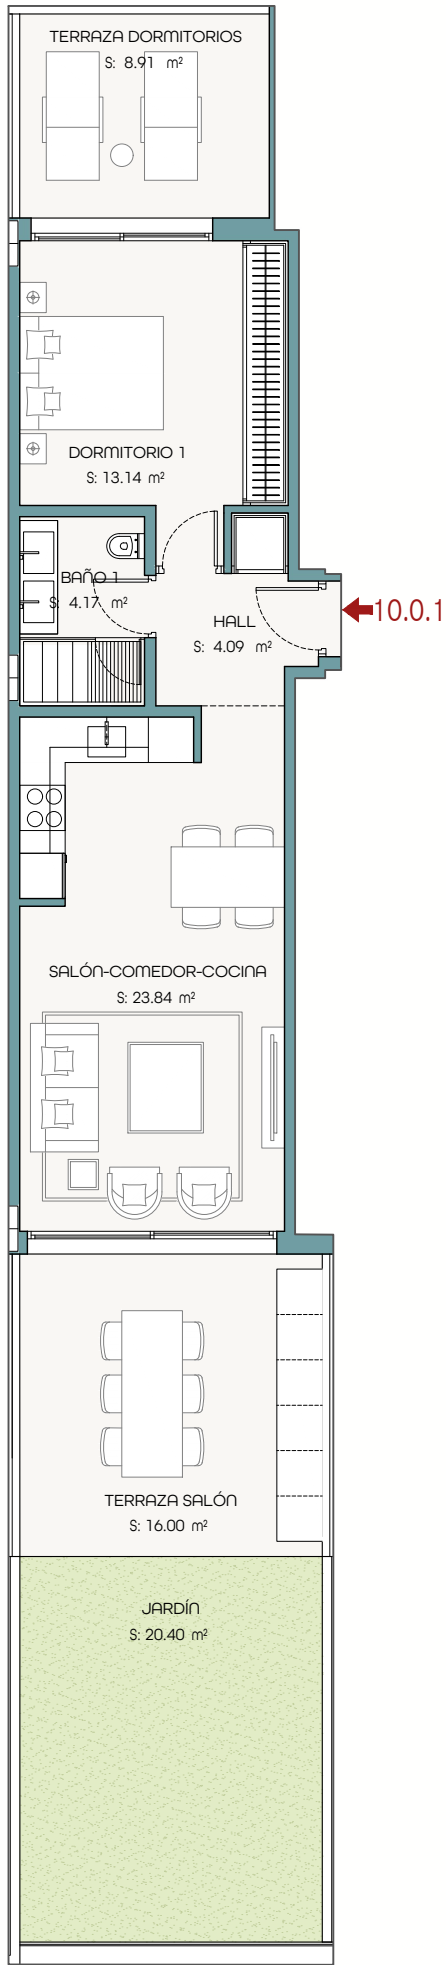 TERRAZA DORMITORIOS
S: 8.91 m²
DORMITORIO 1
S: 13.14 m²
BAÑO 1
S: 4.17 m²
HALL
S: 4.09 m²
10.0.1
SALÓN-COMEDOR-COCINA
S: 23.84 m²
TERRAZA SALÓN
S: 16.00 m²
JARDÍN
S: 20.40 m²